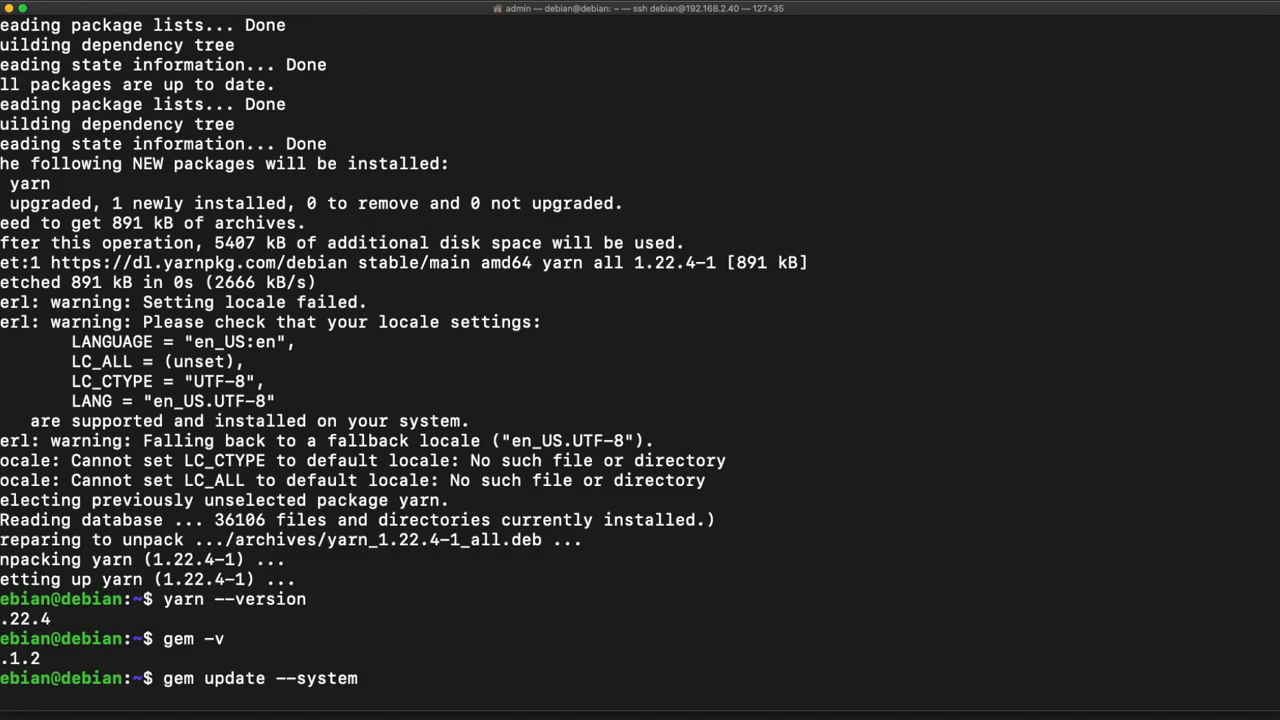 admin — debian@debian: ~ — ssh debian@192.168.2.40 — 127×35
eading package lists... Done
uilding dependency tree
eading state information... Done
ll packages are up to date.
eading package lists... Done
uilding dependency tree
eading state information... Done
he following NEW packages will be installed:
yarn
upgraded, 1 newly installed, 0 to remove and 0 not upgraded.
eed to get 891 kB of archives.
fter this operation, 5407 kB of additional disk space will be used.
et:1 https://dl.yarnpkg.com/debian stable/main amd64 yarn all 1.22.4-1 [891 kB]
etched 891 kB in 0s (2666 kB/s)
erl: warning: Setting locale failed.
erl: warning: Please check that your locale settings:
LANGUAGE = "en_US:en",
LC_ALL = (unset),
LC_CTYPE = "UTF-8",
LANG = "en_US.UTF-8"
are supported and installed on your system.
erl: warning: Falling back to a fallback locale ("en_US.UTF-8").
ocale: Cannot set LC_CTYPE to default locale: No such file or directory
ocale: Cannot set LC_ALL to default locale: No such file or directory
electing previously unselected package yarn.
Reading database ... 36106 files and directories currently installed.)
reparing to unpack .../archives/yarn_1.22.4-1_all.deb ...
npacking yarn (1.22.4-1) ...
etting up yarn (1.22.4-1) ...
ebian@debian:~$ yarn --version
.22.4
ebian@debian:~$ gem -v
.1.2
ebian@debian:~$ gem update --system